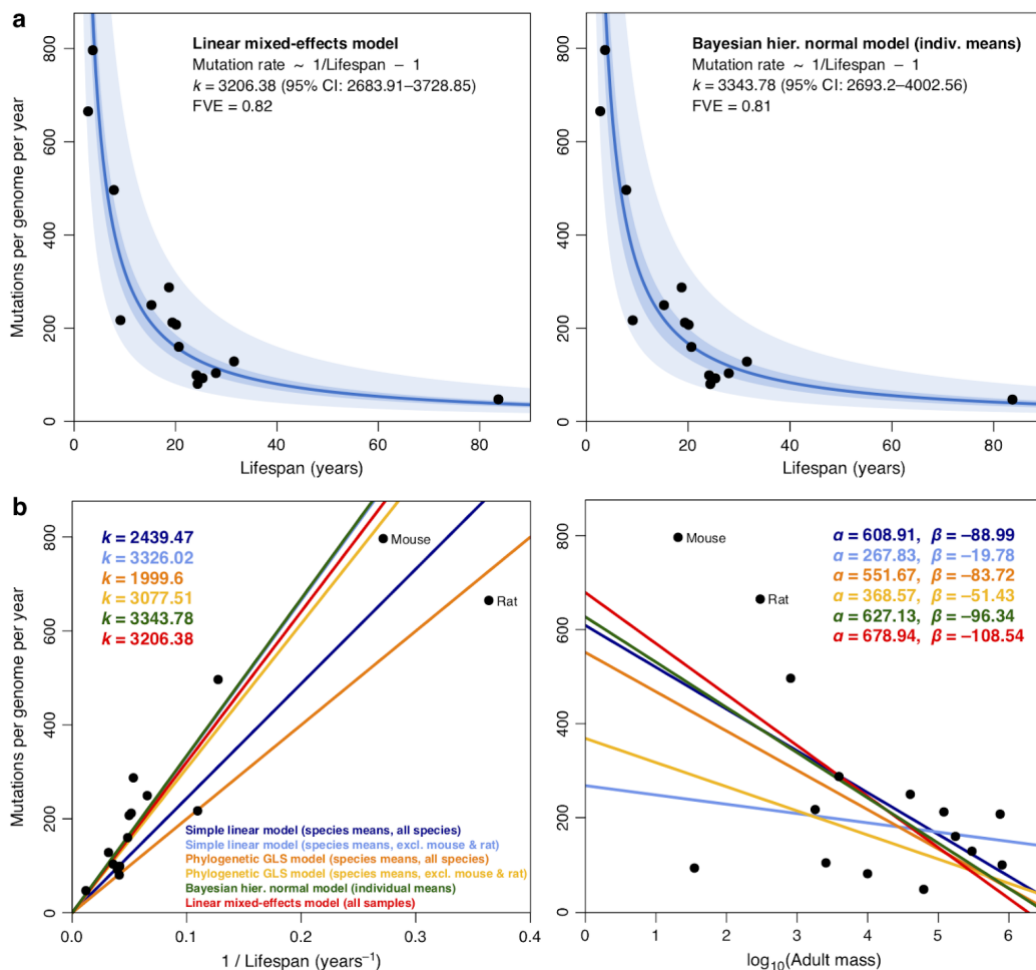 a
Linear mixed-effects model
Mutation rate ~ 1/Lifespan − 1
k = 3206.38 (95% CI: 2683.91–3728.85)
FVE = 0.82
Mutations per genome per year
0
200
400
600
800
0 20 40 60 80
Lifespan (years)
Bayesian hier. normal model (indiv. means)
Mutation rate ~ 1/Lifespan − 1
k = 3343.78 (95% CI: 2693.2–4002.56)
FVE = 0.81
0
200
400
600
800
0 20 40 60 80
Lifespan (years)
b
k = 2439.47
k = 3326.02
k = 1999.6
k = 3077.51
k = 3343.78
k = 3206.38
Mouse
Rat
Simple linear model (species means, all species)
Simple linear model (species means, excl. mouse & rat)
Phylogenetic GLS model (species means, all species)
Phylogenetic GLS model (species means, excl. mouse & rat)
Bayesian hier. normal model (individual means)
Linear mixed-effects model (all samples)
Mutations per genome per year
0
200
400
600
800
0.0 0.1 0.2 0.3 0.4
1 / Lifespan (years⁻¹)
α = 608.91, β = −88.99
α = 267.83, β = −19.78
α = 551.67, β = −83.72
α = 368.57, β = −51.43
α = 627.13, β = −96.34
α = 678.94, β = −108.54
Mouse
Rat
0
200
400
600
800
0 1 2 3 4 5 6
log₁₀(Adult mass)